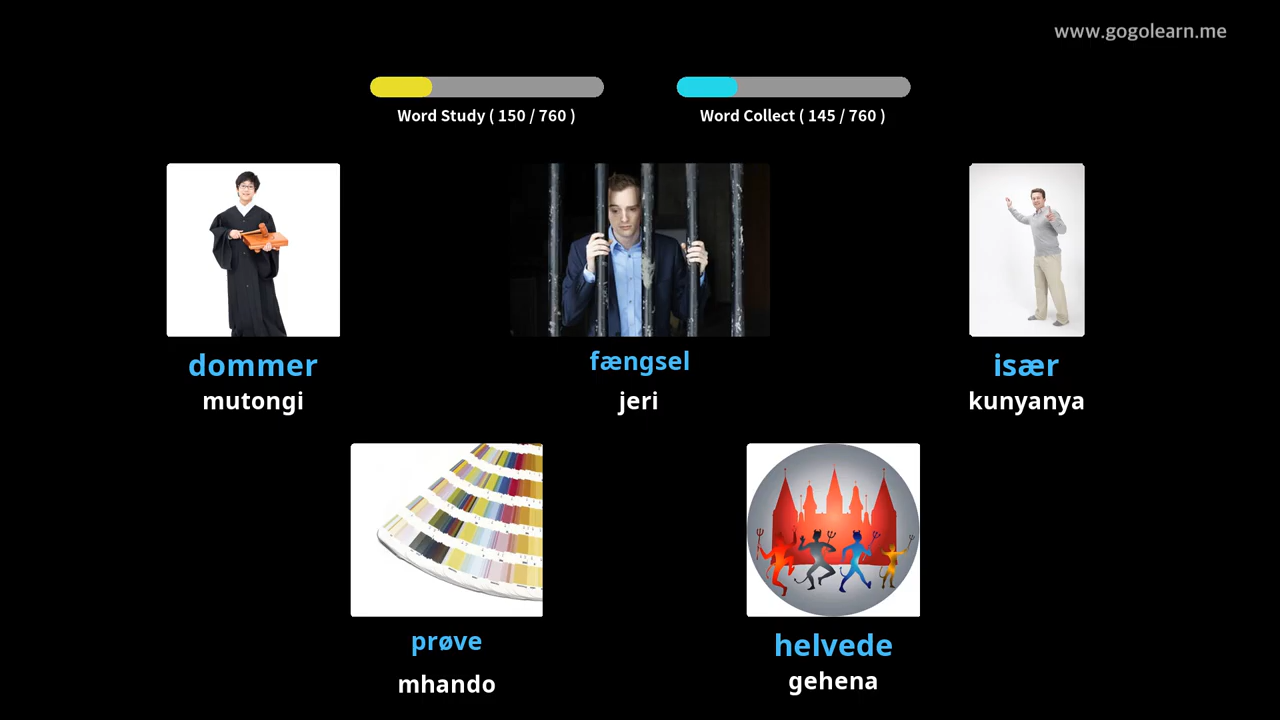 www.gogolearn.me
Word Study ( 150 / 760 )
Word Collect ( 145 / 760 )
dommer
mutongi
fængsel
jeri
især
kunyanya
prøve
mhando
helvede
gehena